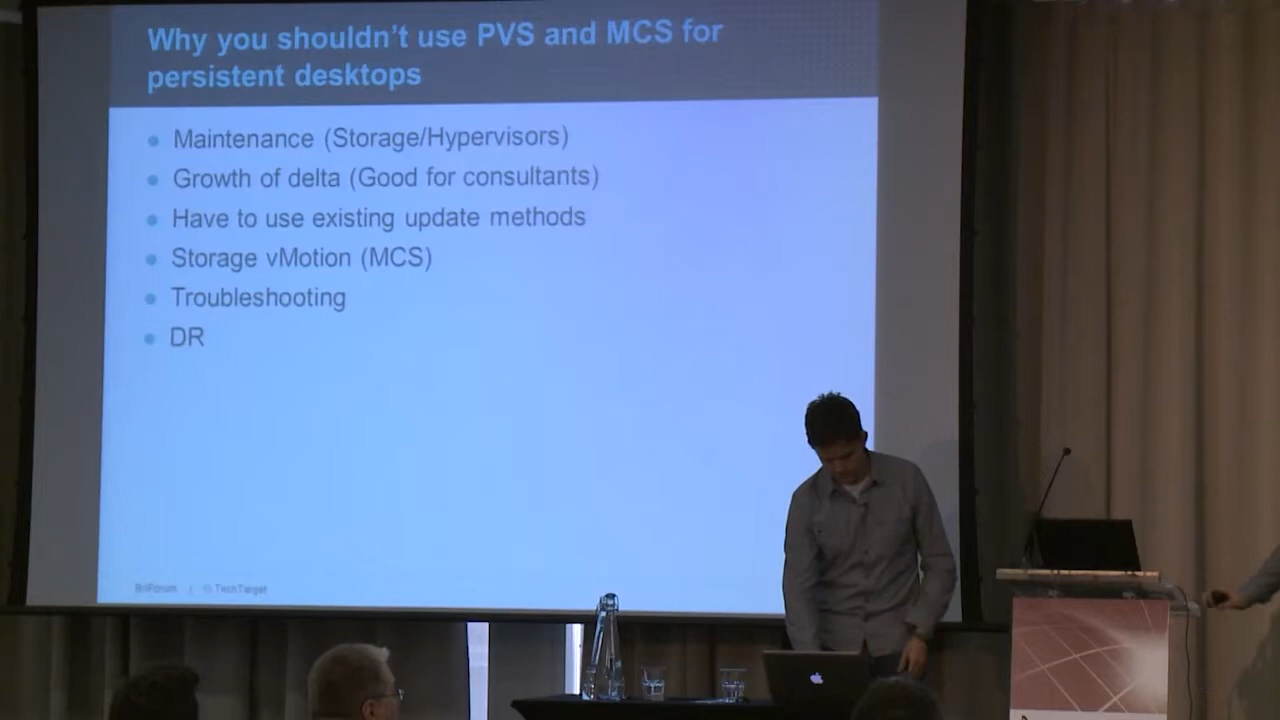 Why you shouldn't use PVS and MCS for
persistent desktops
Maintenance (Storage/Hypervisors)
Growth of delta (Good for consultants)
Have to use existing update methods
Storage vMotion (MCS)
Troubleshooting
DR
BriForum | © TechTarget